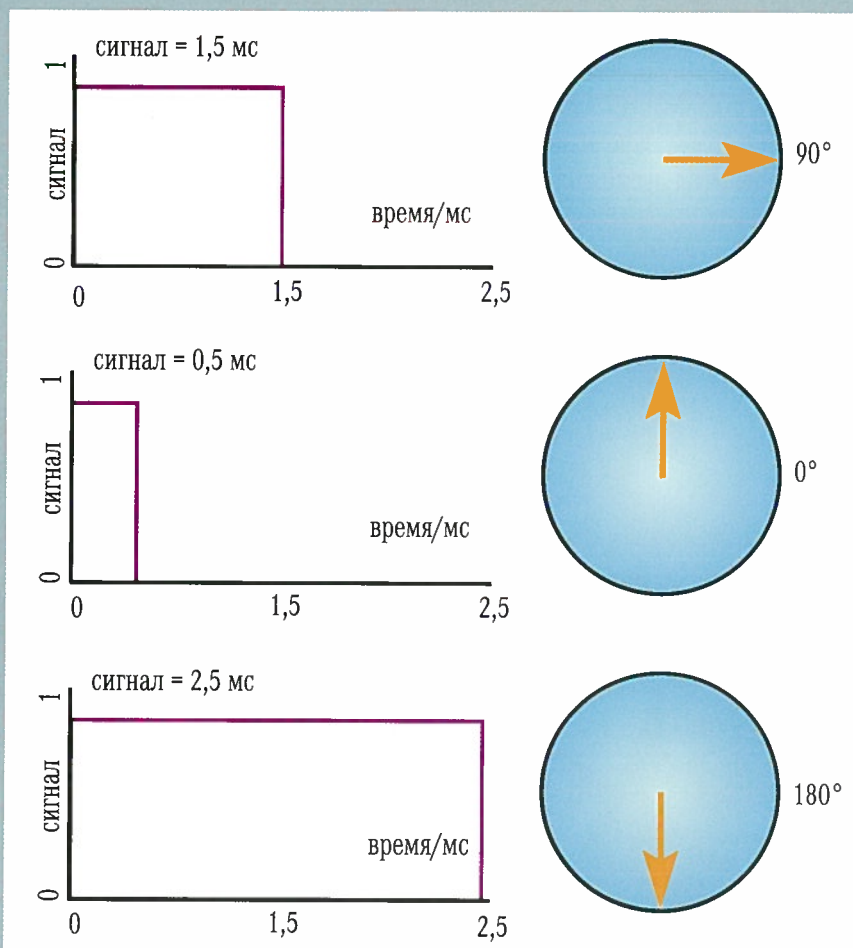 сигнал = 1,5 мс
1
сигнал
0
время/мс
0 1,5 2,5
90°
сигнал = 0,5 мс
1
сигнал
0
время/мс
0 1,5 2,5
0°
сигнал = 2,5 мс
1
сигнал
0
время/мс
0 1,5 2,5
180°